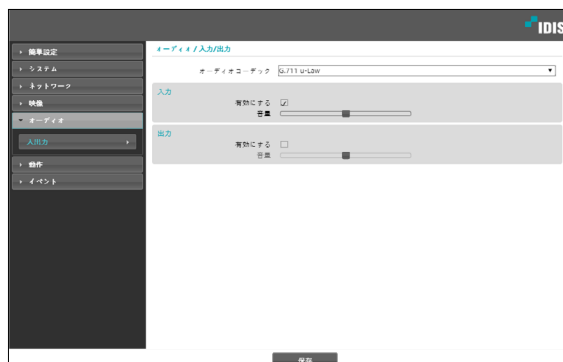 IDIS
簡単設定
システム
ネットワーク
映像
オーディオ
入出力
動作
イベント
オーディオ / 入力/出力
オーディオコーデック G.711 u-Law
入力
有効にする
音量
出力
有効にする
音量
保存